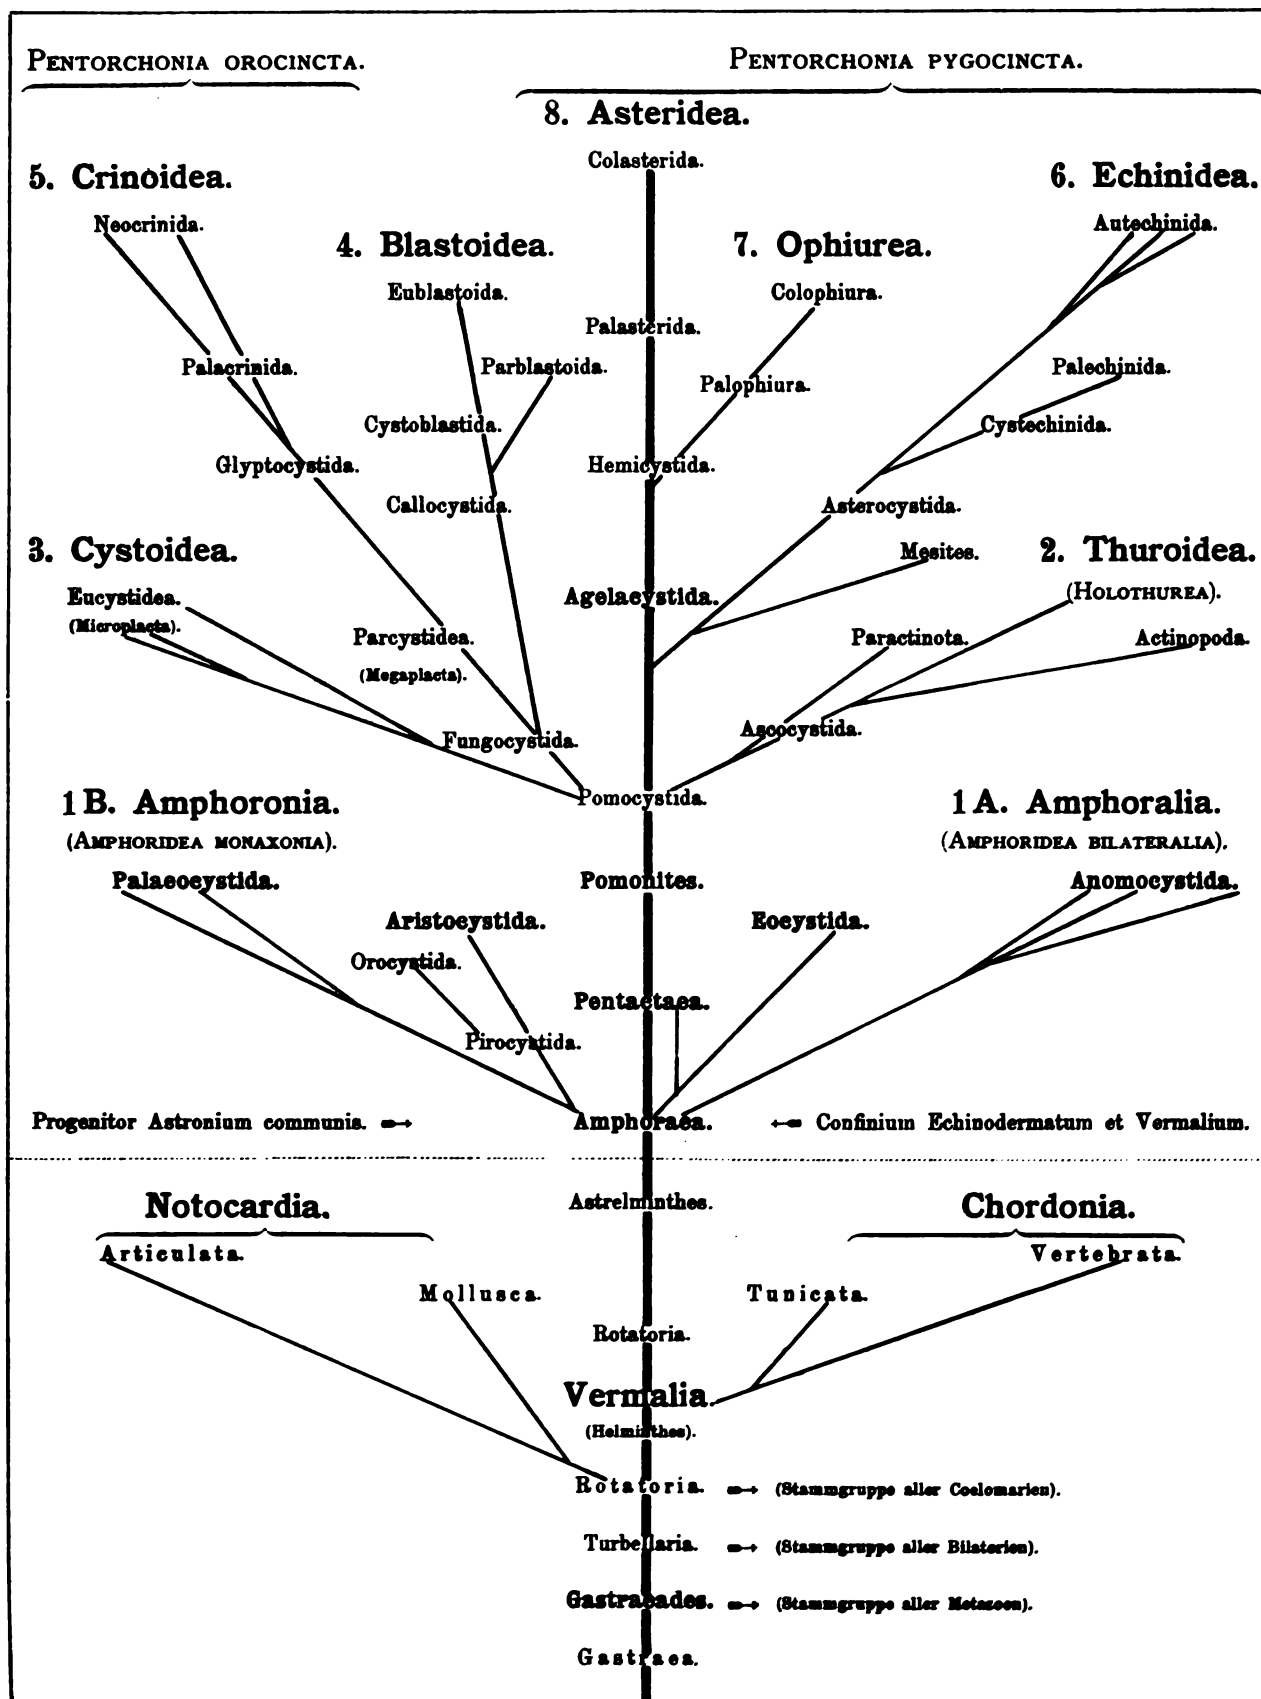 PENTORCHONIA OROCINCTA.
PENTORCHONIA PYGOCINCTA.
8. Asteridea.
Colasterida.
5. Crinoidea.
6. Echinidea.
Neocrinida.
Autechinida.
4. Blastoidea.
7. Ophiurea.
Eublastoida.
Colophiura.
Palasterida.
Palacrinida.
Parblastoida.
Palophiura.
Palechinida.
Cystoblastida.
Cystechinida.
Glyptocystida.
Hemicystida.
Callocystida.
Asterocystida.
3. Cystoidea.
Mesites.
2. Thuroidea.
(HOLOTHUREA).
Eucystidea.
(Microplacta).
Agelacystida.
Parcystidea.
(Megaplacta).
Paractinota.
Actinopoda.
Fungocystida.
Ascocystida.
Pomocystida.
1 B. Amphoronia.
(AMPHORIDEA MONAXONIA).
1 A. Amphoralia.
(AMPHORIDEA BILATERALIA).
Palaeocystida.
Pomonites.
Anomocystida.
Aristocystida.
Eocystida.
Orocystida.
Pentactaea.
Pirocystida.
Progenitor Astronium communis.
Amphoraea.
Confinium Echinodermatum et Vermalium.
Astrelminthes.
Notocardia.
Chordonia.
Articulata.
Vertebrata.
Mollusca.
Tunicata.
Rotatoria.
Vermalia.
(Helminthes).
Rotatoria. (Stammgruppe aller Coelomarien).
Turbellaria. (Stammgruppe aller Bilaterien).
Gastraeades. (Stammgruppe aller Metazoen).
Gastraea.